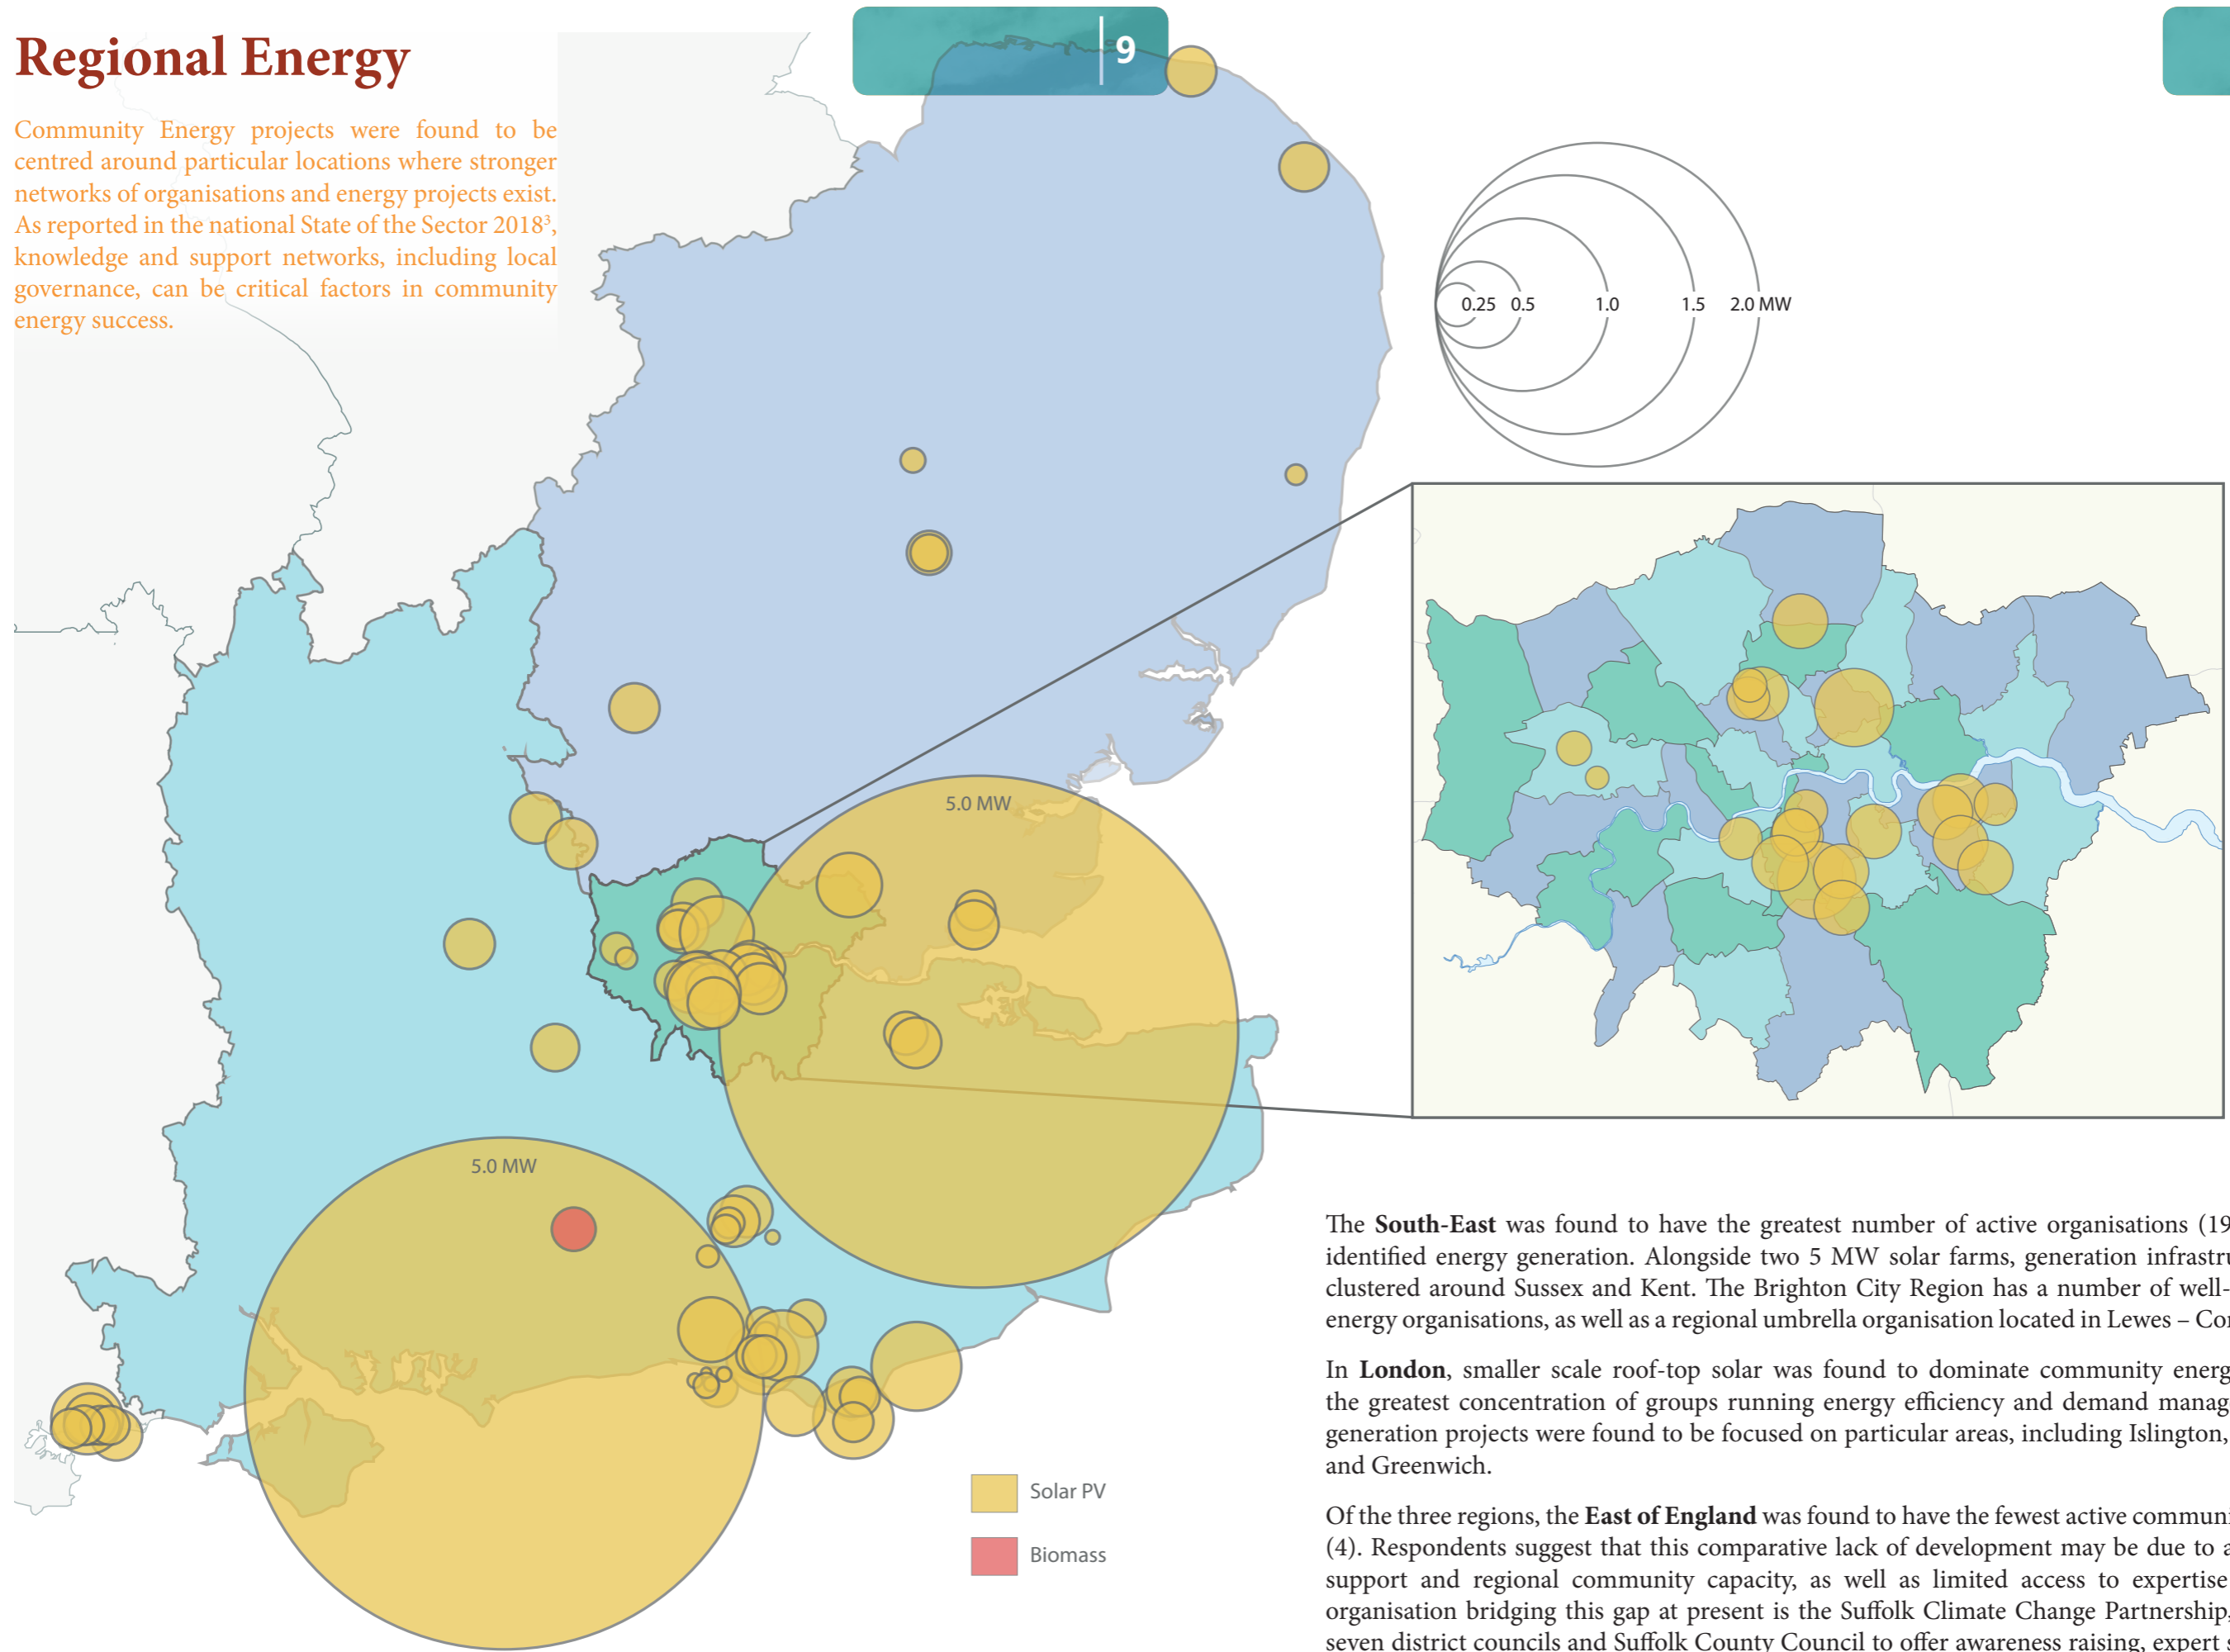 Regional Energy
9
Community Energy projects were found to be
centred around particular locations where stronger
networks of organisations and energy projects exist.
As reported in the national State of the Sector 2018³,
knowledge and support networks, including local
governance, can be critical factors in community
energy success.
0.25 0.5 1.0 1.5 2.0 MW
5.0 MW
5.0 MW
Solar PV
Biomass
The South-East was found to have the greatest number of active organisations (19
identified energy generation. Alongside two 5 MW solar farms, generation infrastru
clustered around Sussex and Kent. The Brighton City Region has a number of well-
energy organisations, as well as a regional umbrella organisation located in Lewes – Co
In London, smaller scale roof-top solar was found to dominate community energ
the greatest concentration of groups running energy efficiency and demand manag
generation projects were found to be focused on particular areas, including Islington,
and Greenwich.
Of the three regions, the East of England was found to have the fewest active communi
(4). Respondents suggest that this comparative lack of development may be due to a
support and regional community capacity, as well as limited access to expertise
organisation bridging this gap at present is the Suffolk Climate Change Partnership,
seven district councils and Suffolk County Council to offer awareness raising, expert s